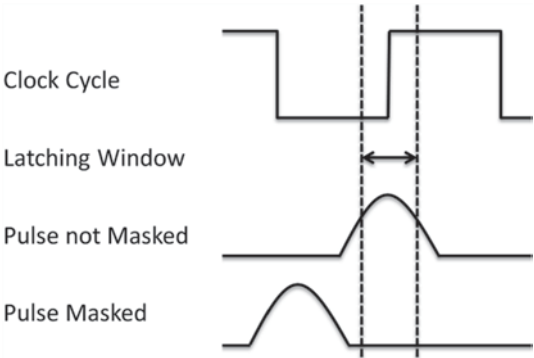 Clock Cycle
Latching Window
Pulse not Masked
Pulse Masked